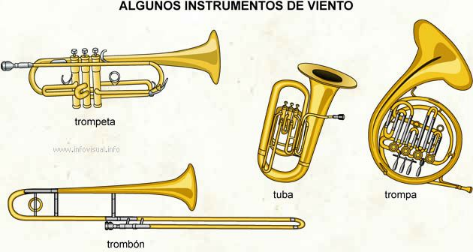 ALGUNOS INSTRUMENTOS DE VIENTO
trompeta
www.infovisual.info
tuba
trompa
trombón